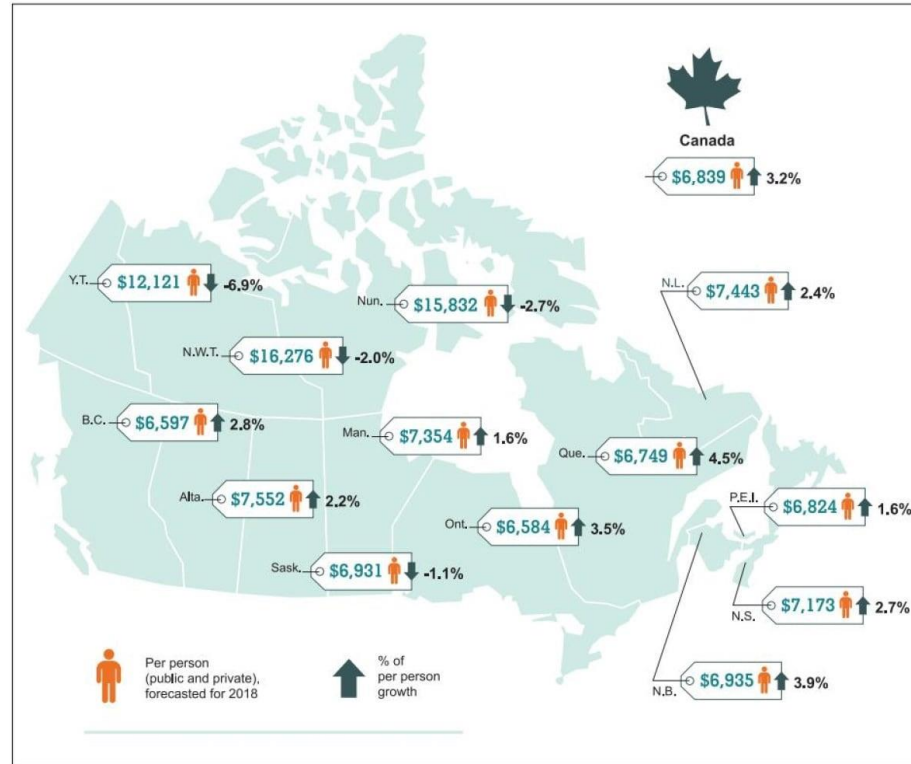 Canada
$6,839 3.2%
Y.T. $12,121 -6.9%
Nun. $15,832 -2.7%
N.L. $7,443 2.4%
N.W.T. $16,276 -2.0%
B.C. $6,597 2.8%
Man. $7,354 1.6%
Que. $6,749 4.5%
Alta. $7,552 2.2%
P.E.I. $6,824 1.6%
Ont. $6,584 3.5%
Sask. $6,931 -1.1%
N.S. $7,173 2.7%
N.B. $6,935 3.9%
Per person
(public and private),
forecasted for 2018
% of
per person
growth